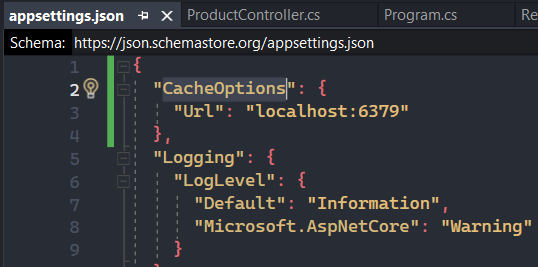 appsettings.json ProductController.cs Program.cs Re
Schema: https://json.schemastore.org/appsettings.json
1 {
2 "CacheOptions": {
3 "Url": "localhost:6379"
4 },
5 "Logging": {
6 "LogLevel": {
7 "Default": "Information",
8 "Microsoft.AspNetCore": "Warning"
9 }